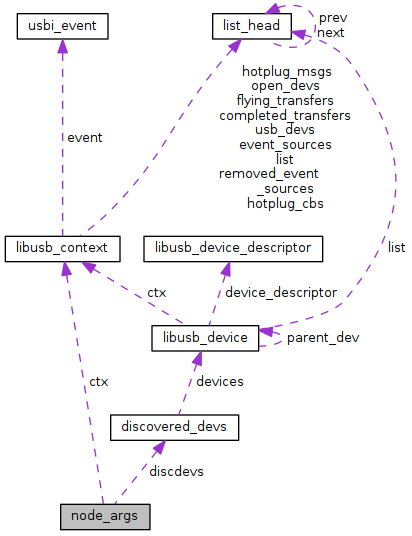 usbi_event
list_head
prev
next
hotplug_msgs
open_devs
flying_transfers
completed_transfers
usb_devs
event_sources
list
removed_event
_sources
hotplug_cbs
event
libusb_context
libusb_device_descriptor
list
ctx
device_descriptor
libusb_device
parent_dev
ctx
devices
discovered_devs
discdevs
node_args